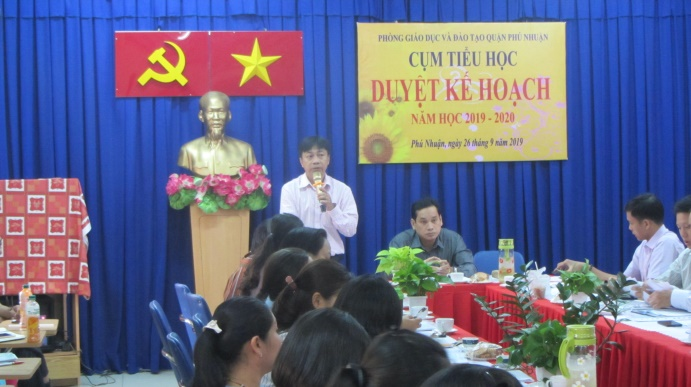 PHÒNG GIÁO DỤC VÀ ĐÀO TẠO QUẬN PHÚ NHUẬN
CỤM TIỂU HỌC
DUYỆT KẾ HOẠCH
NĂM HỌC 2019 - 2020
Phú Nhuận, ngày 26 tháng 9 năm 2019